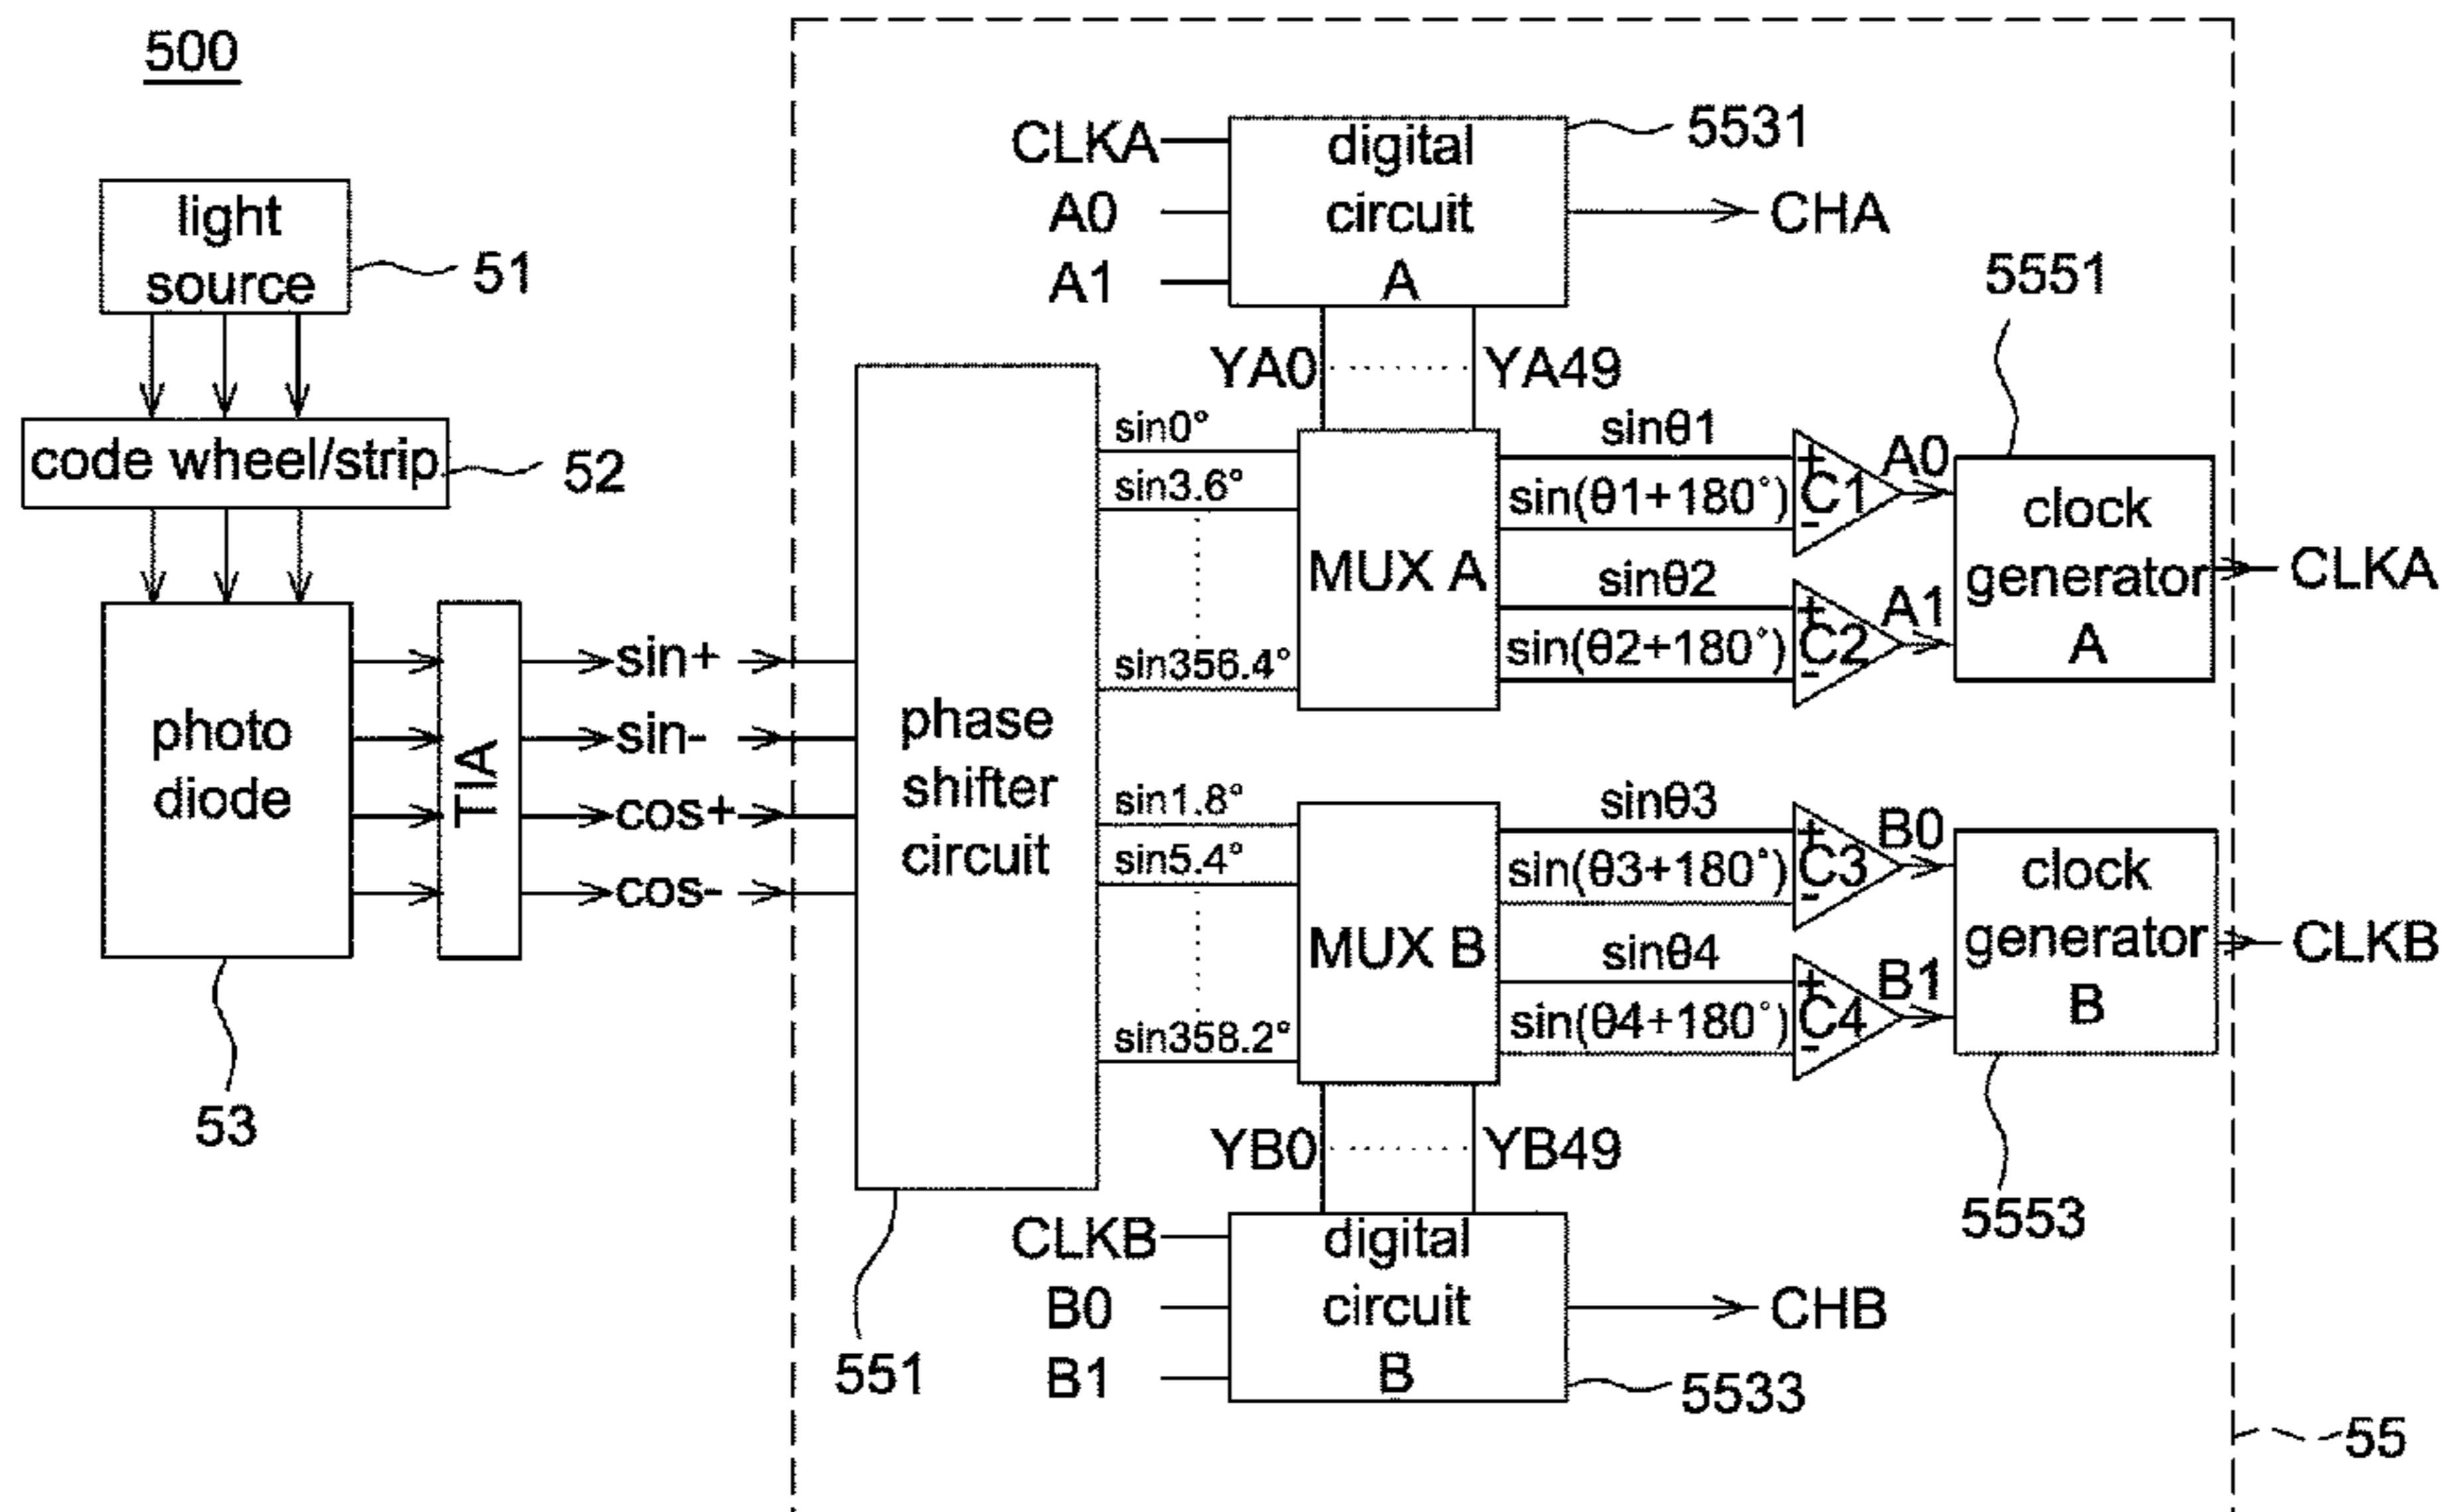 500
light
source
51
code wheel/strip
52
photo
diode
53
TIA
sin+
sin-
cos+
cos-
phase
shifter
circuit
551
CLKA
A0
A1
digital
circuit
A
5531
CHA
YA0
YA49
sin0°
sin3.6°
sin356.4°
MUX A
sinθ1
sin(θ1+180°)
sinθ2
sin(θ2+180°)
+
C1
-
+
C2
-
A0
A1
5551
clock
generator
A
CLKA
sin1.8°
sin5.4°
sin358.2°
MUX B
sinθ3
sin(θ3+180°)
sinθ4
sin(θ4+180°)
+
C3
-
+
C4
-
B0
B1
clock
generator
B
CLKB
5553
YB0
YB49
CLKB
B0
B1
digital
circuit
B
CHB
5533
55